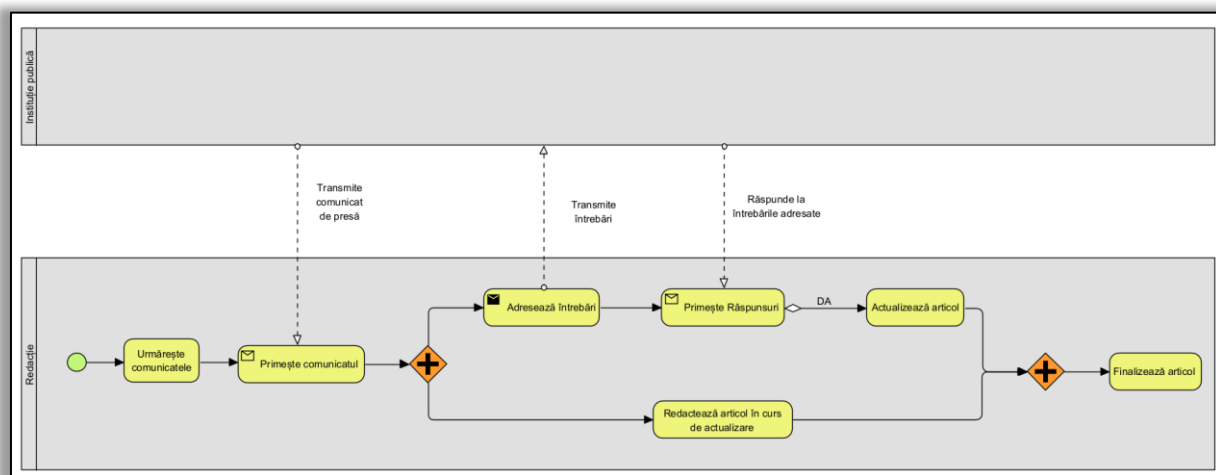 Instituție publică
Transmite
comunicat
de presă
Transmite
întrebări
Răspunde la
întrebările adresate
Redacție
Urmărește
comunicatele
Primește comunicatul
Adresează întrebări
Primește Răspunsuri
DA
Actualizează articol
Redactează articol în curs
de actualizare
Finalizează articol